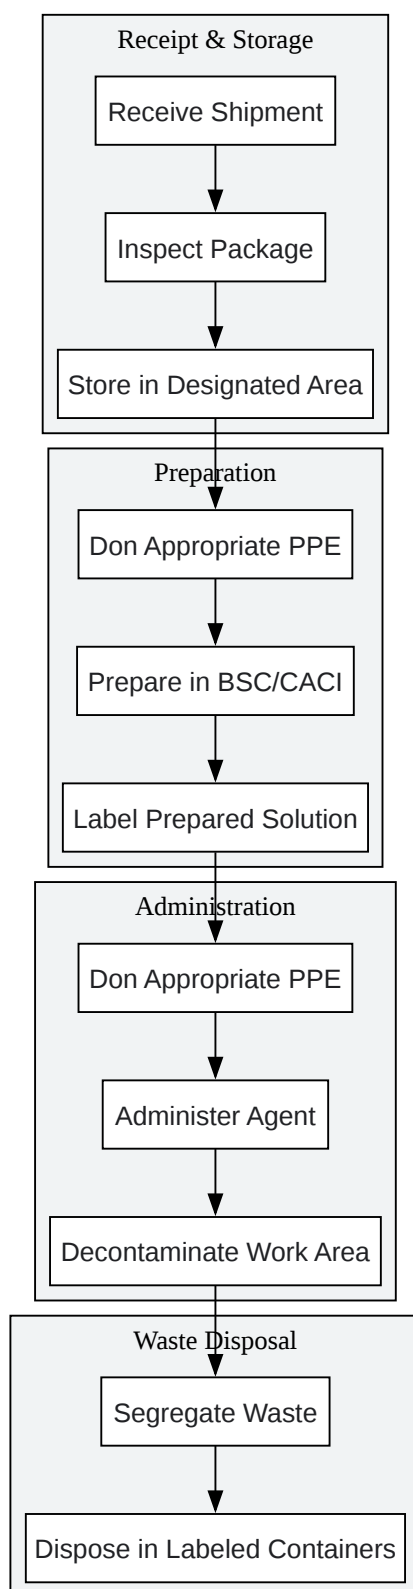 Receipt & Storage
Receive Shipment
Inspect Package
Store in Designated Area
Preparation
Don Appropriate PPE
Prepare in BSC/CACI
Label Prepared Solution
Administration
Don Appropriate PPE
Administer Agent
Decontaminate Work Area
Waste Disposal
Segregate Waste
Dispose in Labeled Containers